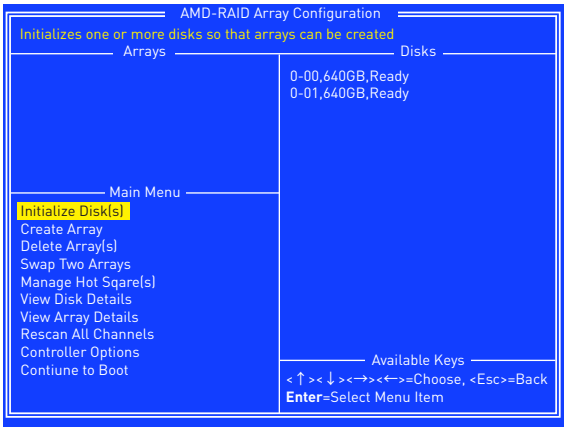 AMD-RAID Array Configuration
Initializes one or more disks so that arrays can be created
Arrays
Disks
0-00,640GB,Ready
0-01,640GB,Ready
Main Menu
Initialize Disk(s)
Create Array
Delete Array(s)
Swap Two Arrays
Manage Hot Sqare(s)
View Disk Details
View Array Details
Rescan All Channels
Controller Options
Contiune to Boot
Available Keys
<↑><↓><→><←>=Choose, <Esc>=Back
Enter=Select Menu Item